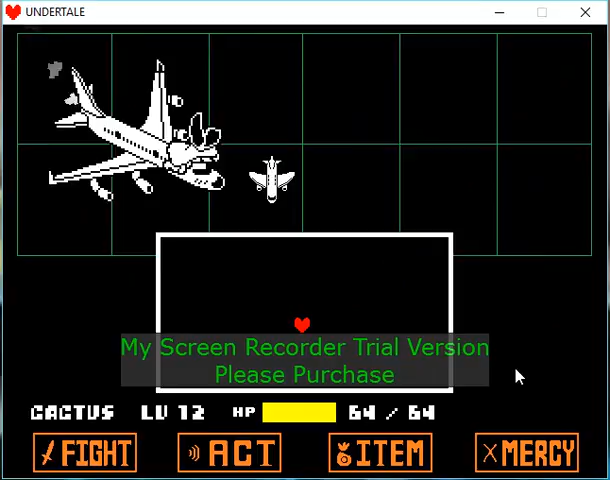 UNDERTALE
My Screen Recorder Trial Version
Please Purchase
CACTUS LV 12 HP 64 / 64
FIGHT ACT ITEM MERCY